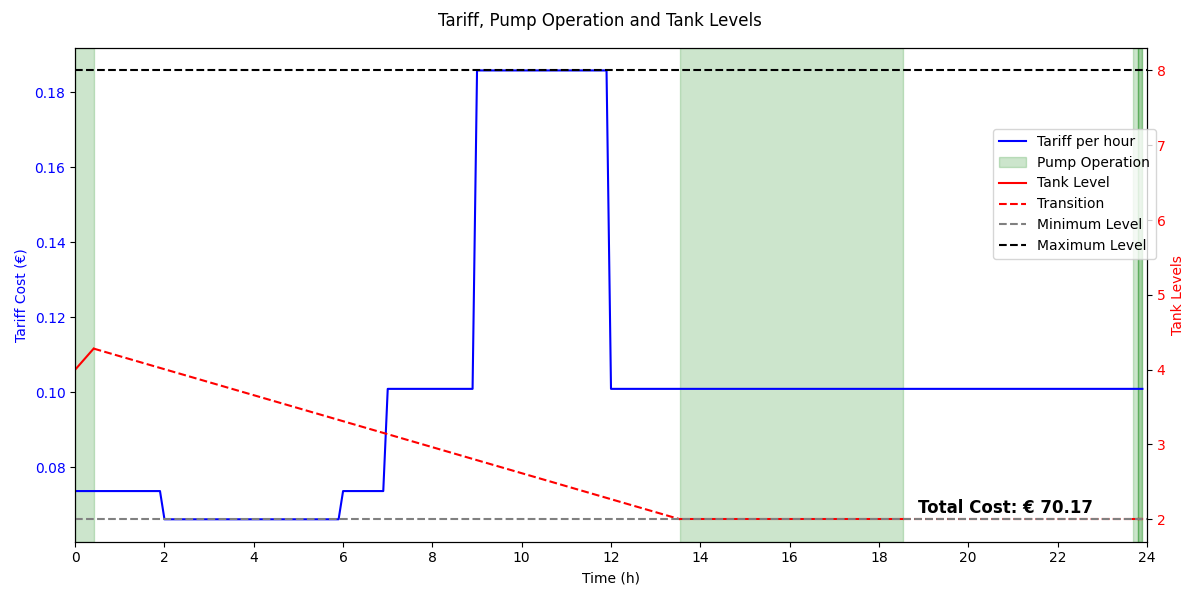 Tariff, Pump Operation and Tank Levels
Tariff Cost (€)
0.18
0.16
0.14
0.12
0.10
0.08
8
7
6
5
4
3
2
Tank Levels
Tariff per hour
Pump Operation
Tank Level
Transition
Minimum Level
Maximum Level
Total Cost: € 70.17
0 2 4 6 8 10 12 14 16 18 20 22 24
Time (h)